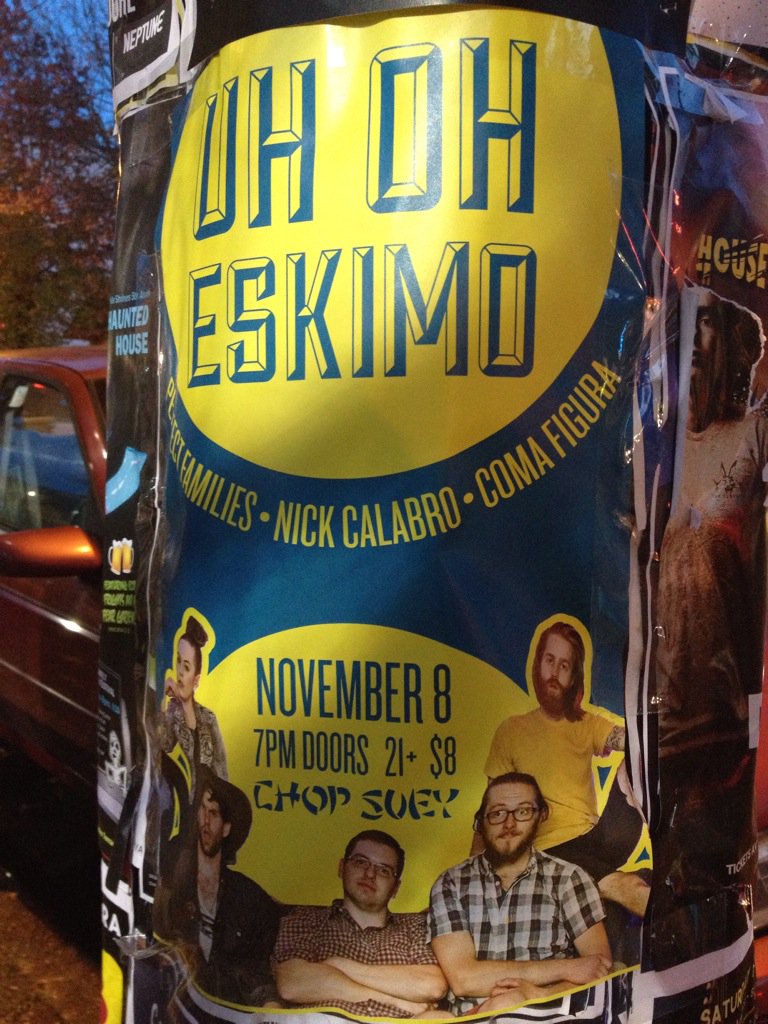 NEPTUNE
UH OH
ESKIMO
FAMILIES • NICK CALABRO • COMA FIGURA
NOVEMBER 8
7PM DOORS 21+ $8
CHOP SUEY
HAUNTED
HOUSE
HOUSE